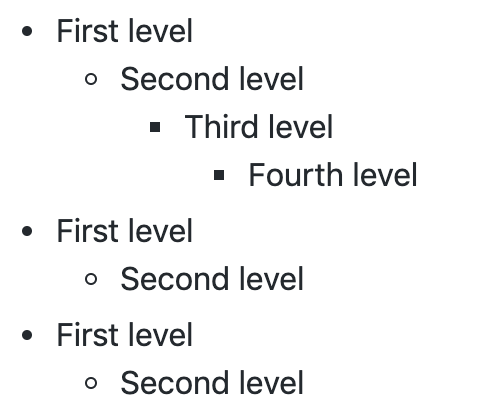 • First level
◦ Second level
▪ Third level
▪ Fourth level
• First level
◦ Second level
• First level
◦ Second level